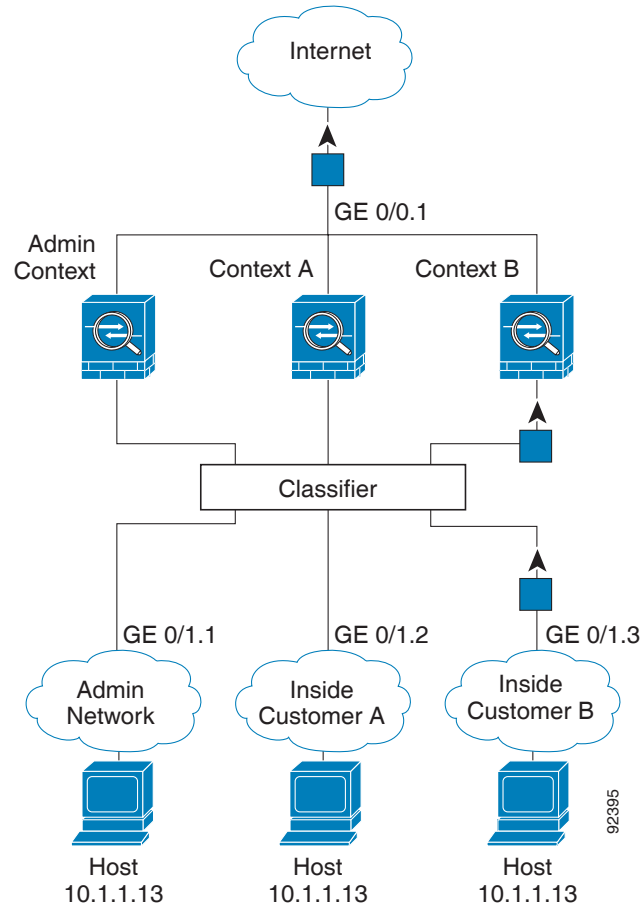 Internet
GE 0/0.1
Admin
Context
Context A
Context B
Classifier
GE 0/1.1
GE 0/1.2
GE 0/1.3
Admin
Network
Inside
Customer A
Inside
Customer B
92395
Host
10.1.1.13
Host
10.1.1.13
Host
10.1.1.13